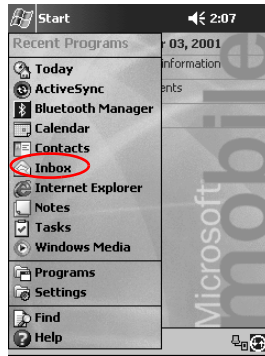 Start 2:07
Recent Programs r 03, 2001
Today information
ActiveSync ents
Bluetooth Manager
Calendar
Contacts
Inbox
Internet Explorer
Notes
Tasks
Windows Media
Programs
Settings
Find
Help
Microsoft
mobile